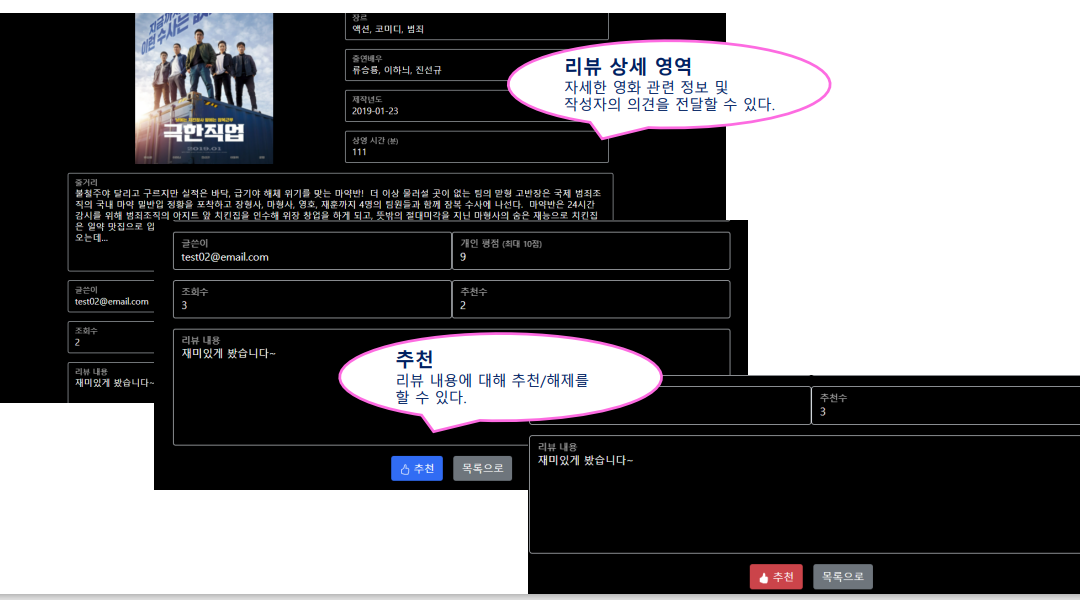 지금까지
이런 수사는 없
극한직업
2019.01
장르
액션, 코미디, 범죄
출연배우
류승룡, 이하늬, 진선규
제작년도
2019-01-23
상영 시간 (분)
111
리뷰 상세 영역
자세한 영화 관련 정보 및
작성자의 의견을 전달할 수 있다.
줄거리
불철주야 달리고 구르지만 실적은 바닥, 급기야 해체 위기를 맞는 마약반! 더 이상 물러설 곳이 없는 팀의 맏형 고반장은 국제 범죄조
직의 국내 마약 밀반입 정황을 포착하고 장형사, 마형사, 영호, 재훈까지 4명의 팀원들과 함께 잠복 수사에 나선다. 마약반은 24시간
감시를 위해 범죄조직의 아지트 앞 치킨집을 인수해 위장 창업을 하게 되고, 뜻밖의 절대미각을 지닌 마형사의 숨은 재능으로 치킨집
은 일약 맛집으로 입
오는데...
글쓴이
test02@email.com
조회수
2
리뷰 내용
재미있게 봤습니다~
글쓴이
test02@email.com
개인 평점 (최대 10점)
9
조회수
3
추천수
2
리뷰 내용
재미있게 봤습니다~
추천
리뷰 내용에 대해 추천/해제를
할 수 있다.
추천
목록으로
추천수
3
리뷰 내용
재미있게 봤습니다~
추천
목록으로